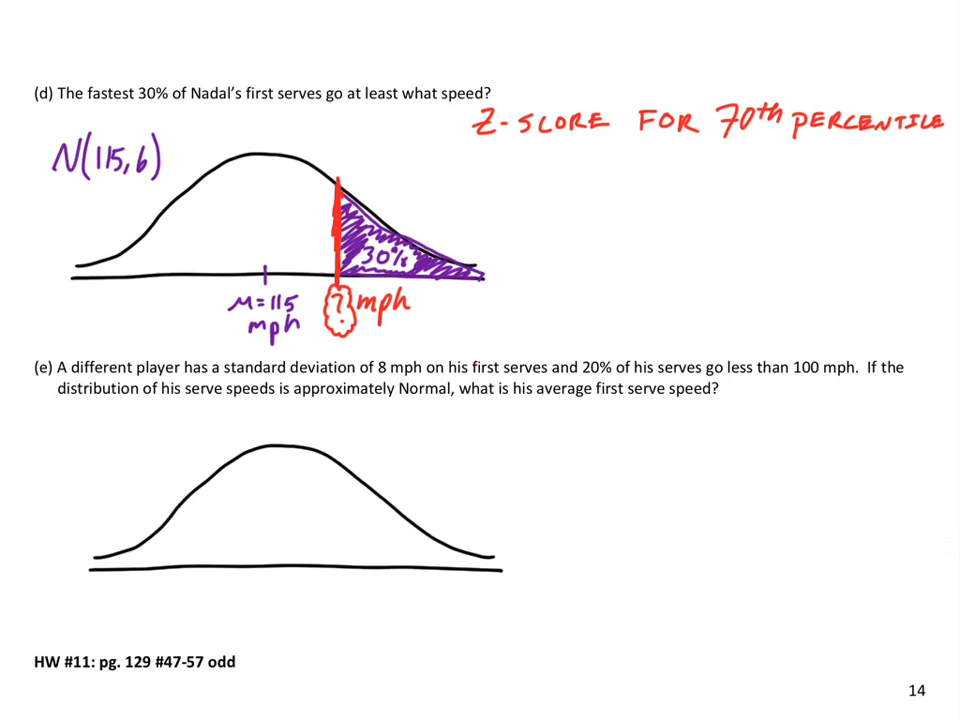 (d) The fastest 30% of Nadal's first serves go at least what speed?
Z-SCORE FOR 70th PERCENTILE
N(115,6)
30%
μ=115
mph
? mph
(e) A different player has a standard deviation of 8 mph on his first serves and 20% of his serves go less than 100 mph. If the
distribution of his serve speeds is approximately Normal, what is his average first serve speed?
HW #11: pg. 129 #47-57 odd
14